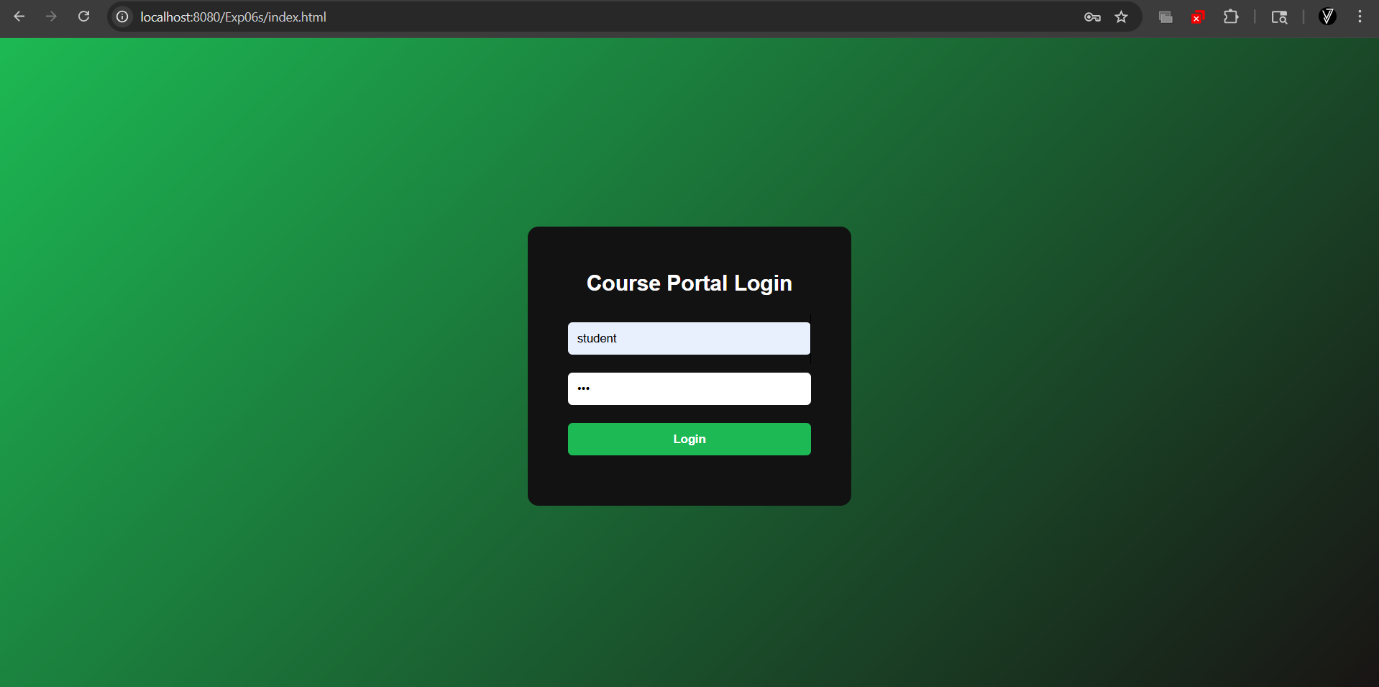 localhost:8080/Exp06s/index.html
Course Portal Login
student
•••
Login